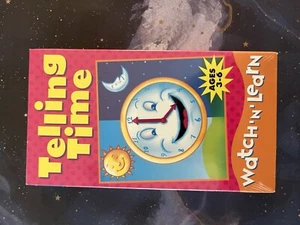 Telling
Time
AGES
3-6
Watch 'N' Learn